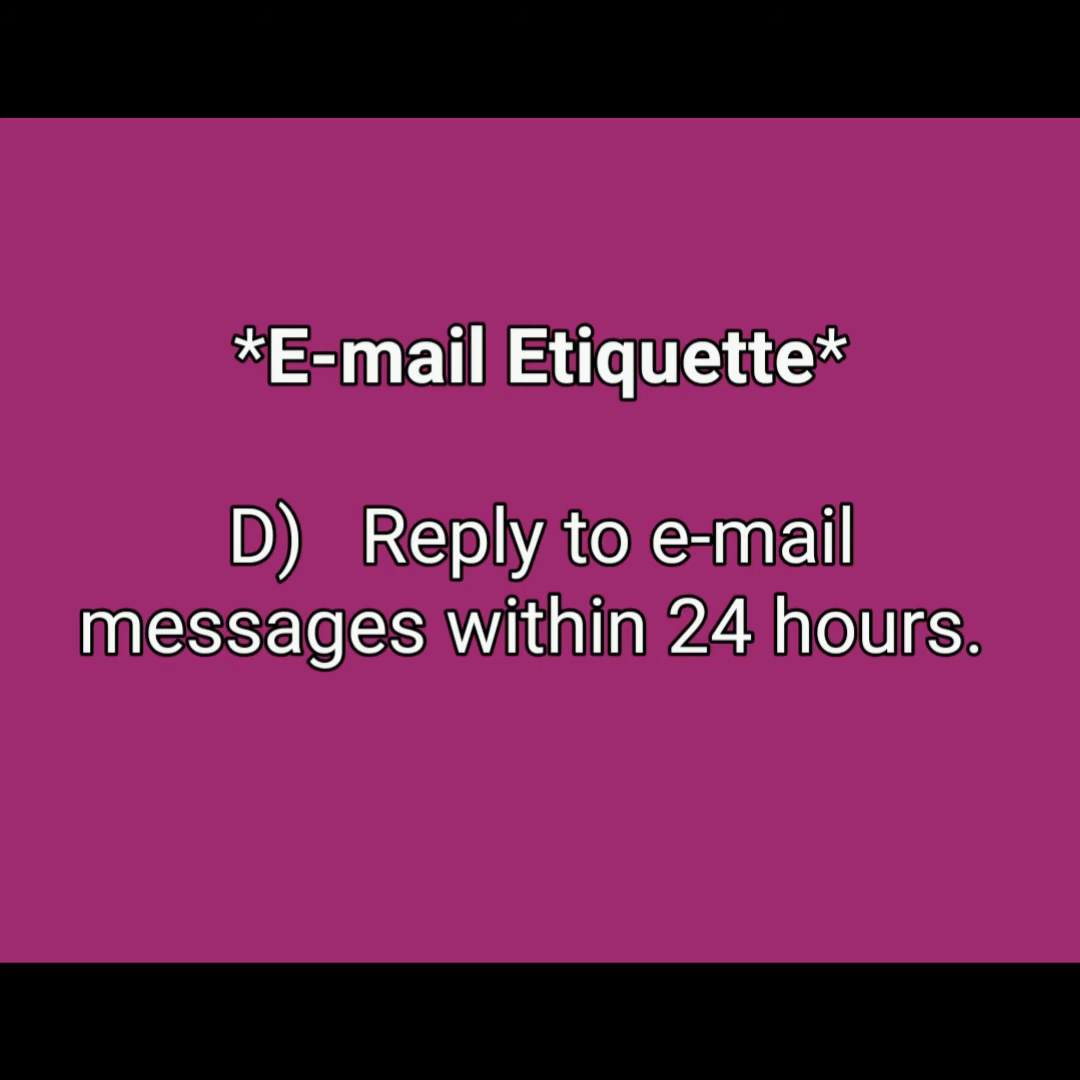 *E-mail Etiquette*
D) Reply to e-mail
messages within 24 hours.